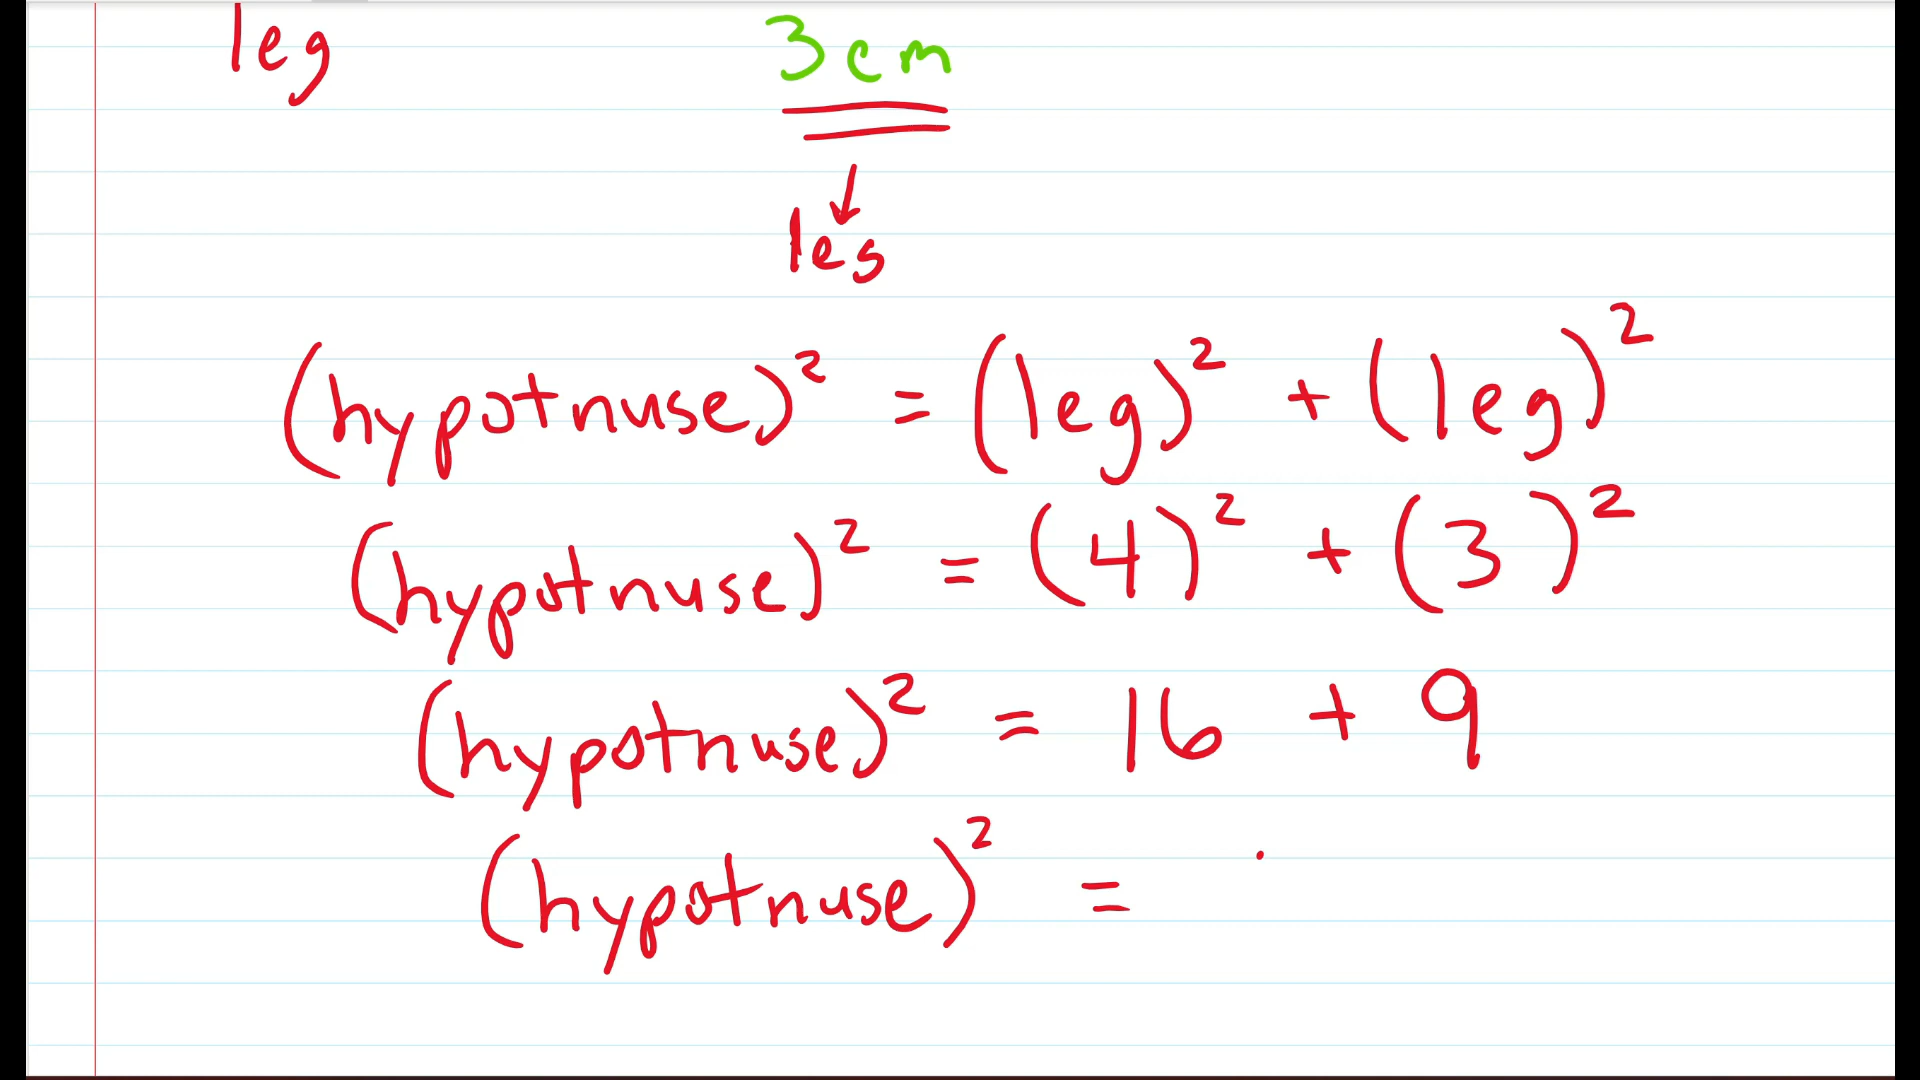 leg
3cm
leg
(hypotnuse)² = (leg)² + (leg)²
(hypotnuse)² = (4)² + (3)²
(hypotnuse)² = 16 + 9
(hypotnuse)² =